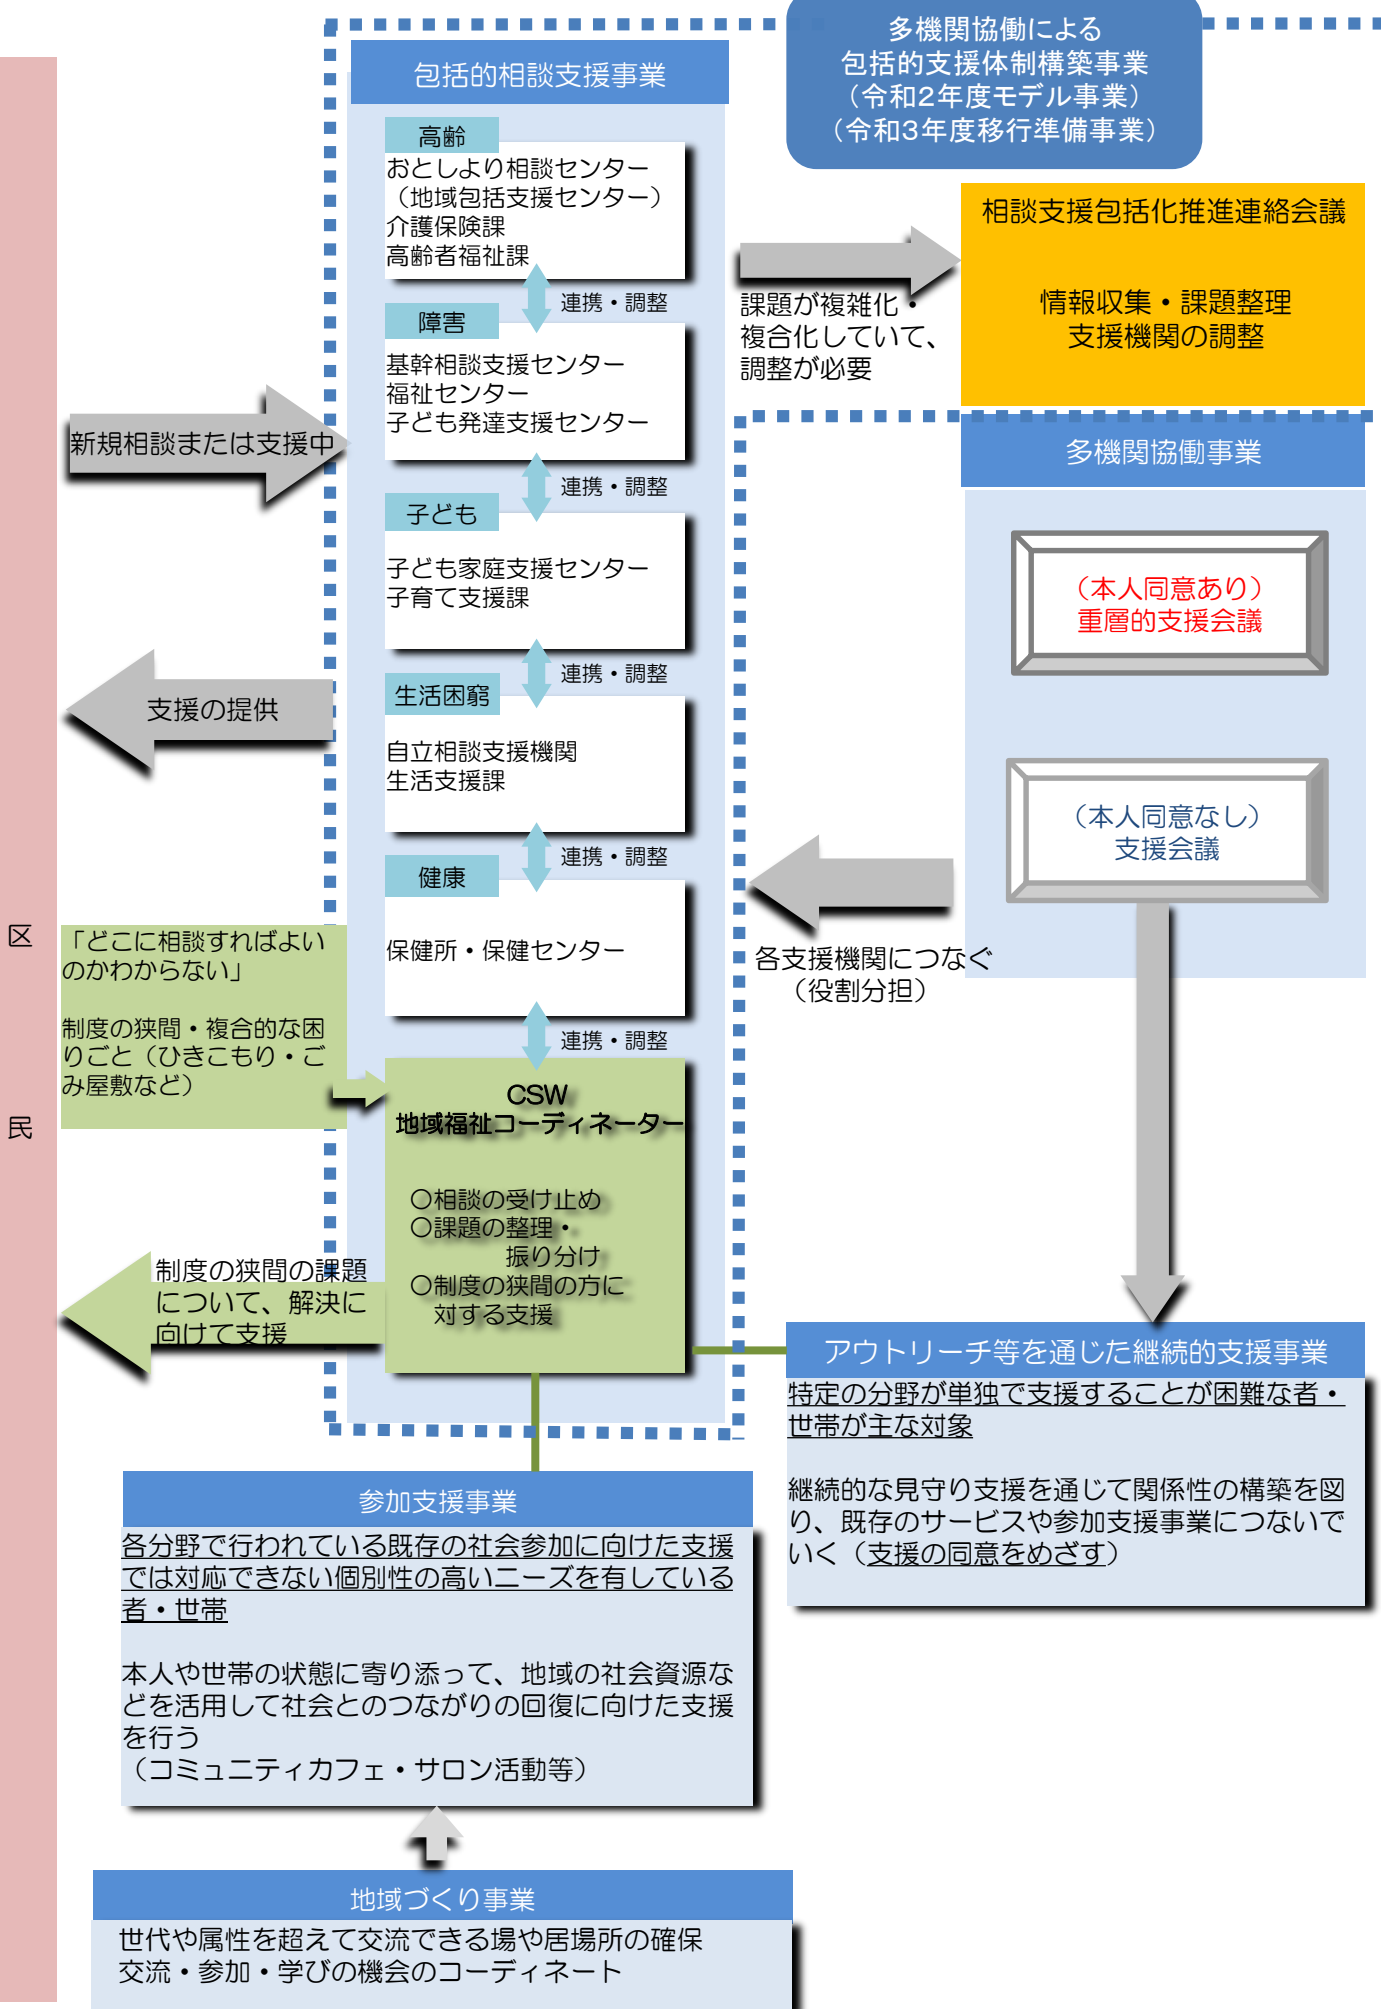 多機関協働による
包括的支援体制構築事業
（令和2年度モデル事業）
（令和3年度移行準備事業）
包括的相談支援事業
高齢
おとしより相談センター
（地域包括支援センター）
介護保険課
高齢者福祉課
連携・調整
障害
基幹相談支援センター
福祉センター
子ども発達支援センター
連携・調整
子ども
子ども家庭支援センター
子育て支援課
連携・調整
生活困窮
自立相談支援機関
生活支援課
連携・調整
健康
保健所・保健センター
連携・調整
CSW
地域福祉コーディネーター
〇相談の受け止め
〇課題の整理・
振り分け
〇制度の狭間の方に
対する支援
区
民
新規相談または支援中
支援の提供
「どこに相談すればよい
のかわからない」
制度の狭間・複合的な困
りごと（ひきこもり・ご
み屋敷など）
制度の狭間の課題
について、解決に
向けて支援
課題が複雑化・
複合化していて、
調整が必要
相談支援包括化推進連絡会議
情報収集・課題整理
支援機関の調整
多機関協働事業
（本人同意あり）
重層的支援会議
（本人同意なし）
支援会議
各支援機関につなぐ
（役割分担）
アウトリーチ等を通じた継続的支援事業
特定の分野が単独で支援することが困難な者・
世帯が主な対象
継続的な見守り支援を通じて関係性の構築を図
り、既存のサービスや参加支援事業につないで
いく（支援の同意をめざす）
参加支援事業
各分野で行われている既存の社会参加に向けた支援
では対応できない個別性の高いニーズを有している
者・世帯
本人や世帯の状態に寄り添って、地域の社会資源な
どを活用して社会とのつながりの回復に向けた支援
を行う
（コミュニティカフェ・サロン活動等）
地域づくり事業
世代や属性を超えて交流できる場や居場所の確保
交流・参加・学びの機会のコーディネート